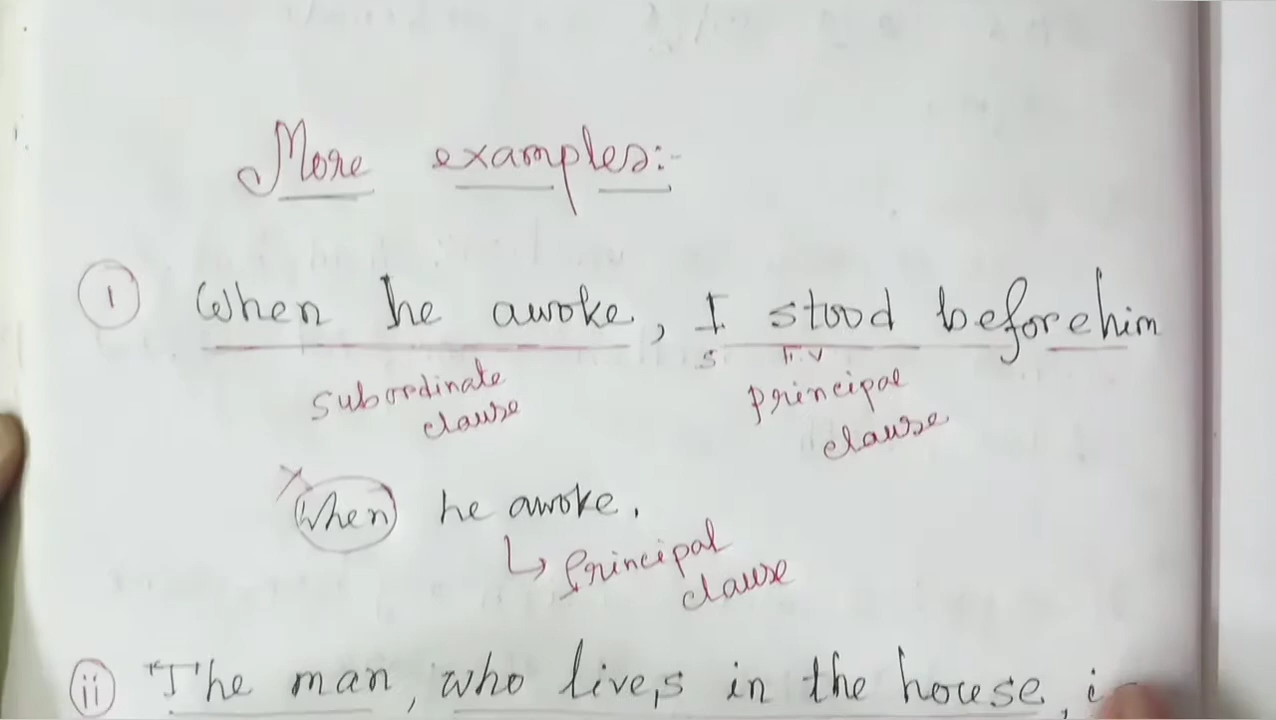 More examples:-
i When he awoke, I stood before him
S F.V
subordinate clause principal clause
x When he awoke.
↳ Principal clause
ii The man, who lives in the house,